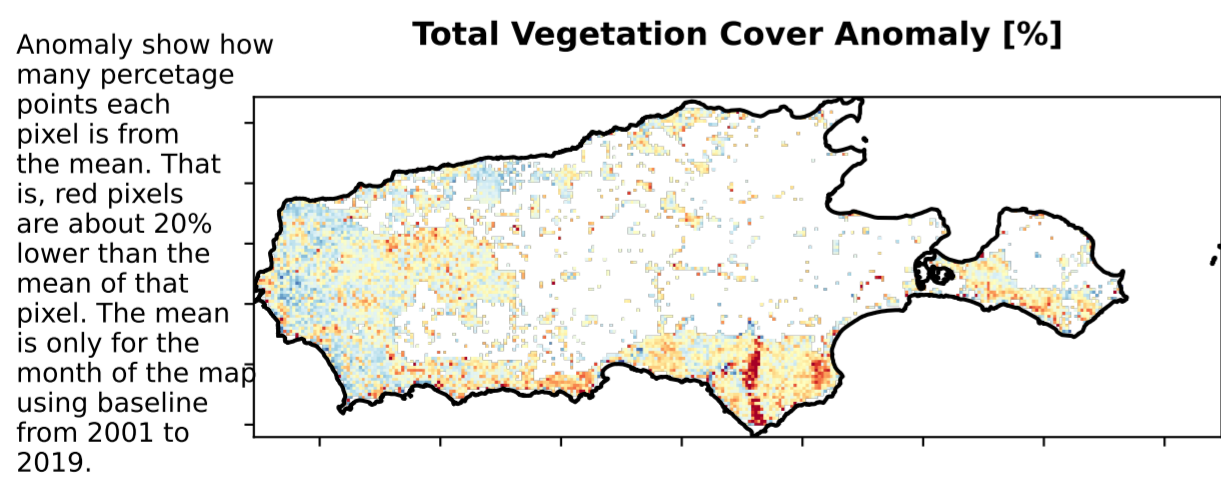 Total Vegetation Cover Anomaly [%]
Anomaly show how
many percetage
points each
pixel is from
the mean. That
is, red pixels
are about 20%
lower than the
mean of that
pixel. The mean
is only for the
month of the map
using baseline
from 2001 to
2019.